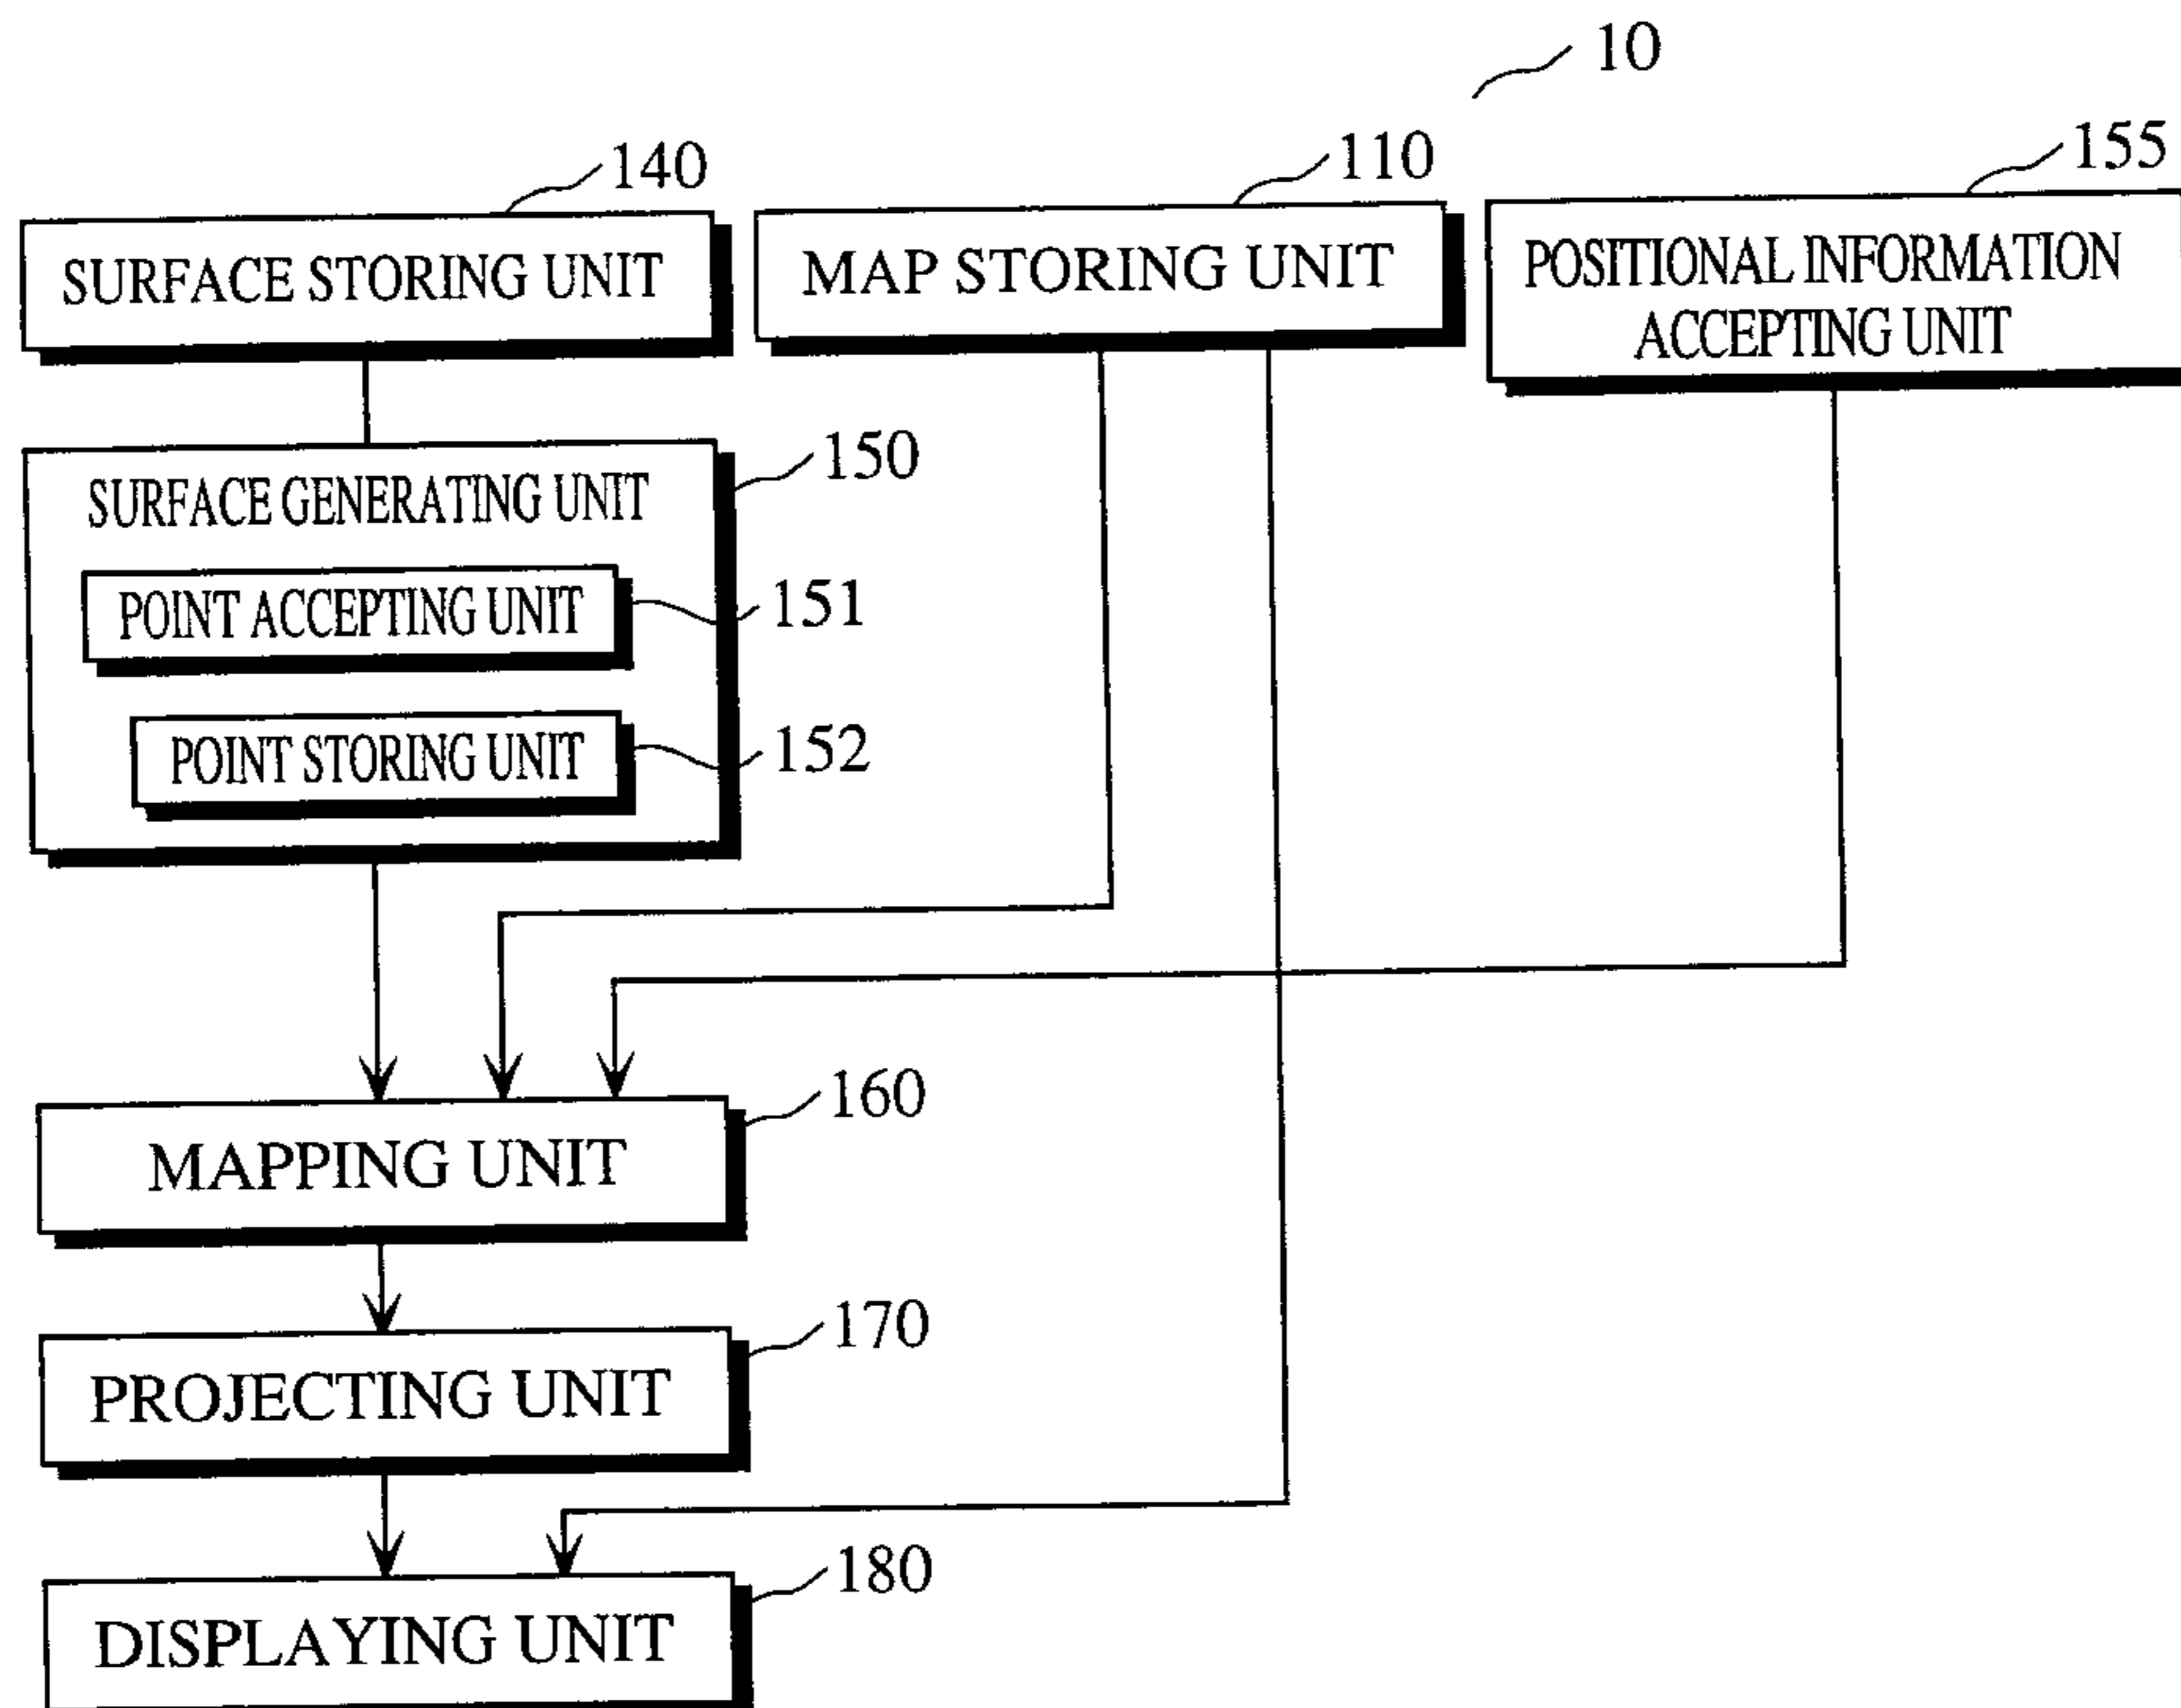 10
140
110
155
SURFACE STORING UNIT
MAP STORING UNIT
POSITIONAL INFORMATION
ACCEPTING UNIT
150
SURFACE GENERATING UNIT
POINT ACCEPTING UNIT
151
POINT STORING UNIT
152
160
MAPPING UNIT
170
PROJECTING UNIT
180
DISPLAYING UNIT